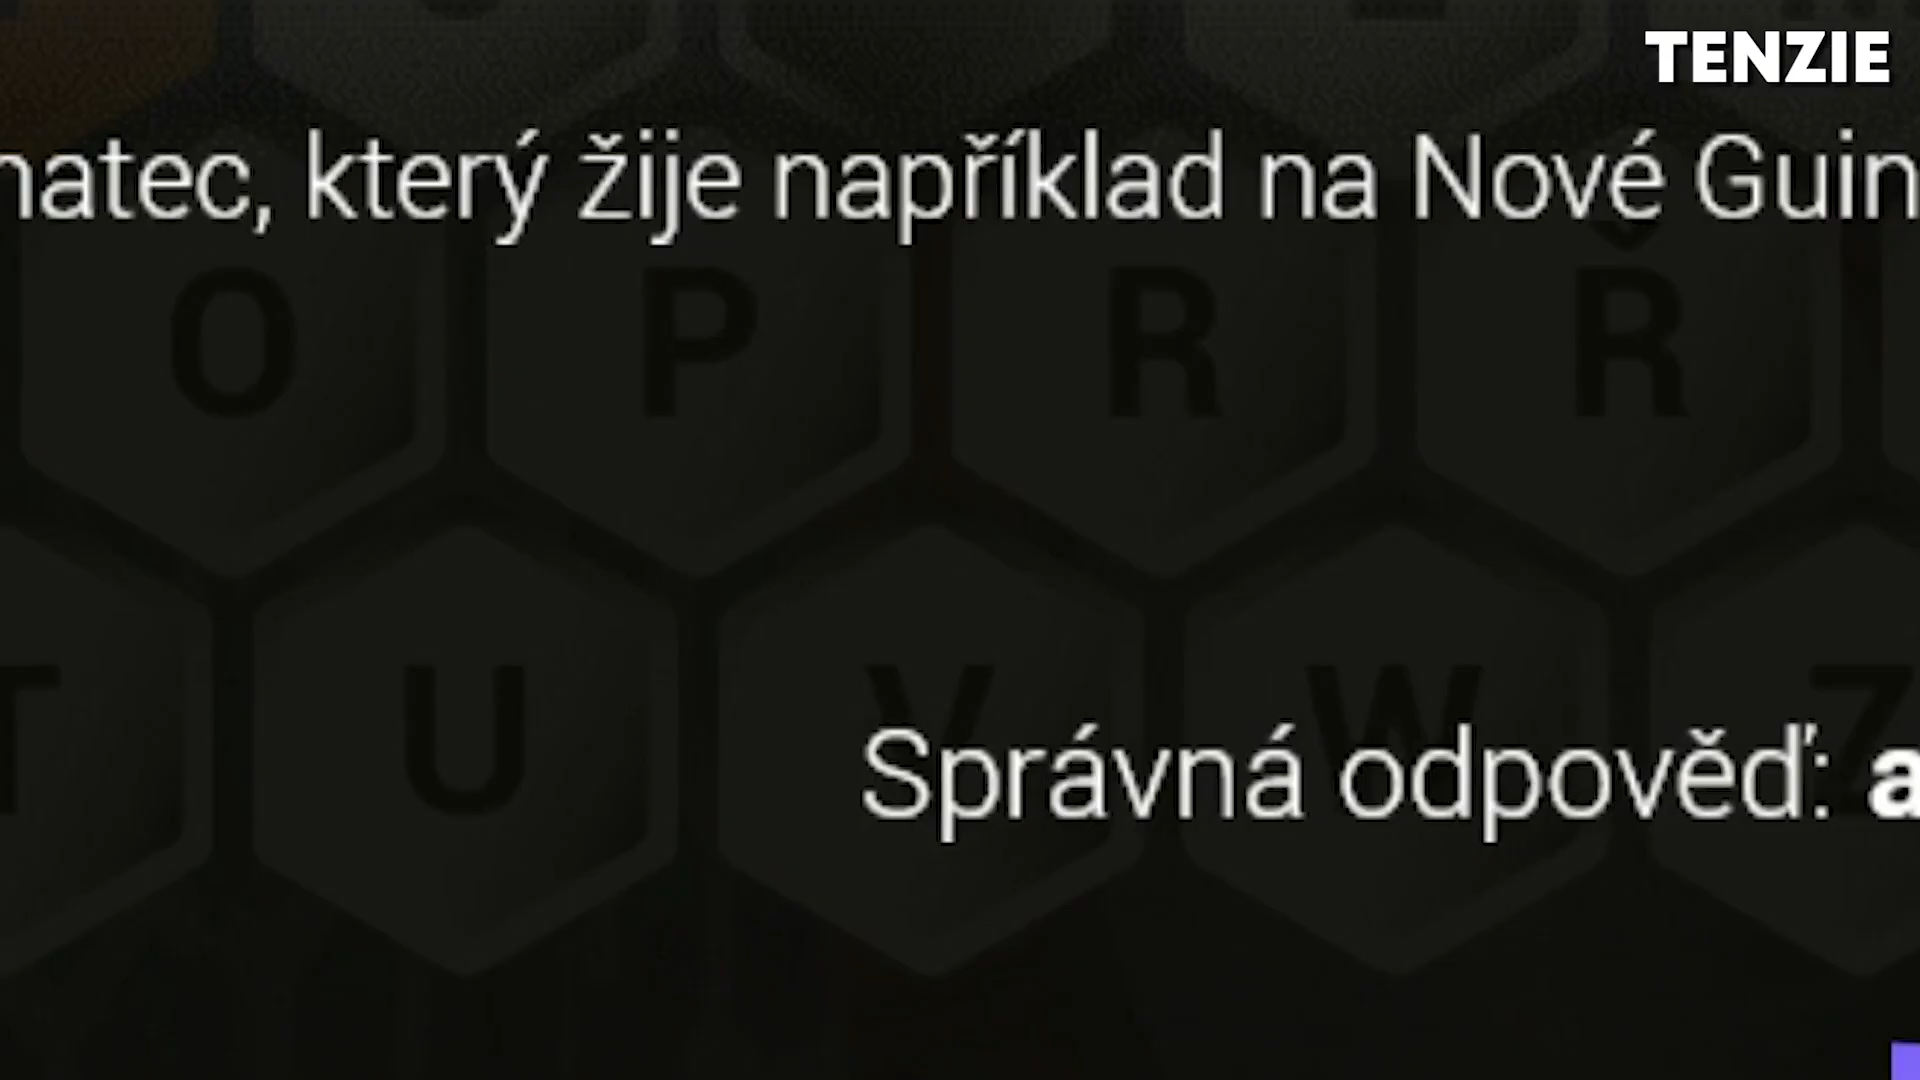 TENZIE
natec, který žije například na Nové Guin
O P R Ř
T U V W Z
Správná odpověď: a